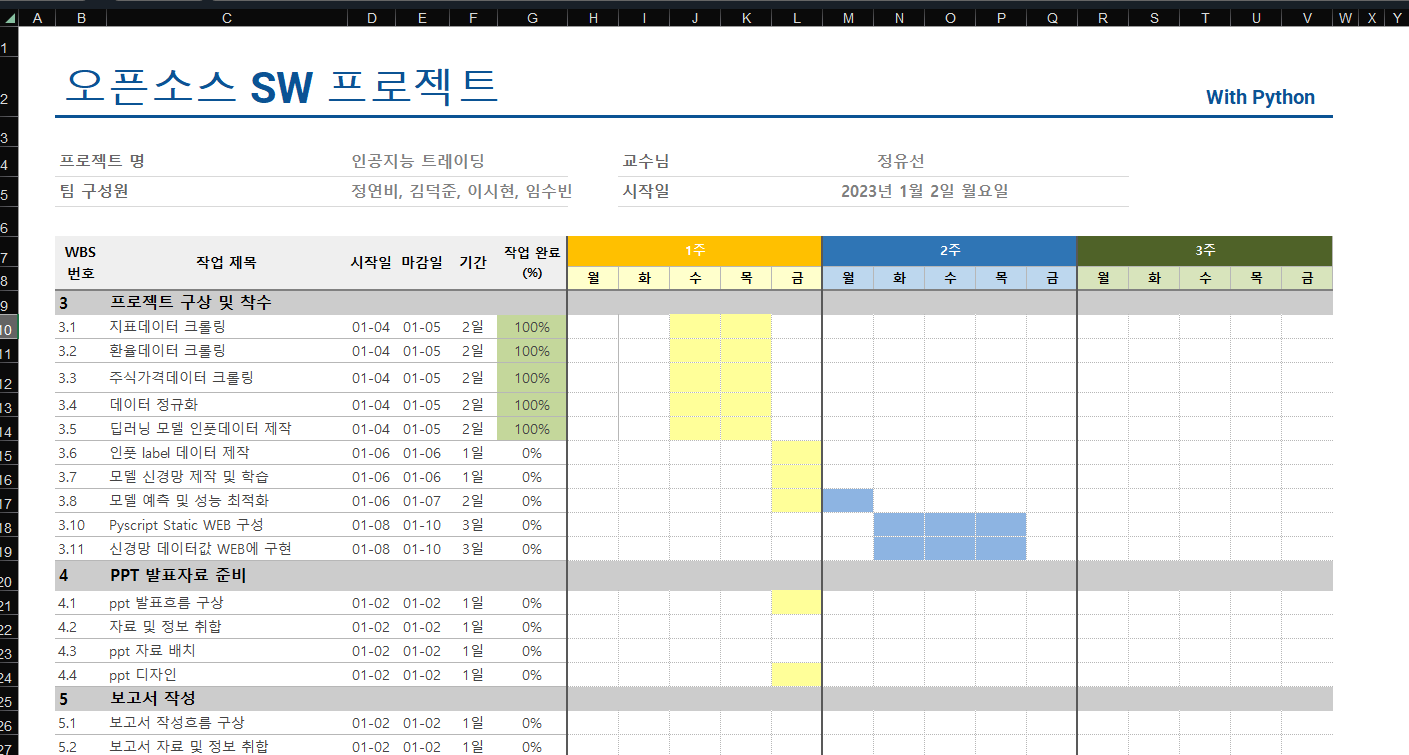 A B C D E F G H I J K L M N O P Q R S T U V W X Y
1
2 오픈소스 SW 프로젝트 With Python
3
4 프로젝트 명 인공지능 트레이딩 교수님 정유선
5 팀 구성원 정연비, 김덕준, 이시현, 임수빈 시작일 2023년 1월 2일 월요일
6
7 WBS 번호 작업 제목 시작일 마감일 기간 작업 완료 (%) 1주 2주 3주
8 월 화 수 목 금 월 화 수 목 금 월 화 수 목 금
9 3 프로젝트 구상 및 착수
10 3.1 지표데이터 크롤링 01-04 01-05 2일 100%
11 3.2 환율데이터 크롤링 01-04 01-05 2일 100%
12 3.3 주식가격데이터 크롤링 01-04 01-05 2일 100%
13 3.4 데이터 정규화 01-04 01-05 2일 100%
14 3.5 딥러닝 모델 인풋데이터 제작 01-04 01-05 2일 100%
15 3.6 인풋 label 데이터 제작 01-06 01-06 1일 0%
16 3.7 모델 신경망 제작 및 학습 01-06 01-06 1일 0%
17 3.8 모델 예측 및 성능 최적화 01-06 01-07 2일 0%
18 3.10 Pyscript Static WEB 구성 01-08 01-10 3일 0%
19 3.11 신경망 데이터값 WEB에 구현 01-08 01-10 3일 0%
20 4 PPT 발표자료 준비
21 4.1 ppt 발표흐름 구상 01-02 01-02 1일 0%
22 4.2 자료 및 정보 취합 01-02 01-02 1일 0%
23 4.3 ppt 자료 배치 01-02 01-02 1일 0%
24 4.4 ppt 디자인 01-02 01-02 1일 0%
25 5 보고서 작성
26 5.1 보고서 작성흐름 구상 01-02 01-02 1일 0%
27 5.2 보고서 자료 및 정보 취합 01-02 01-02 1일 0%